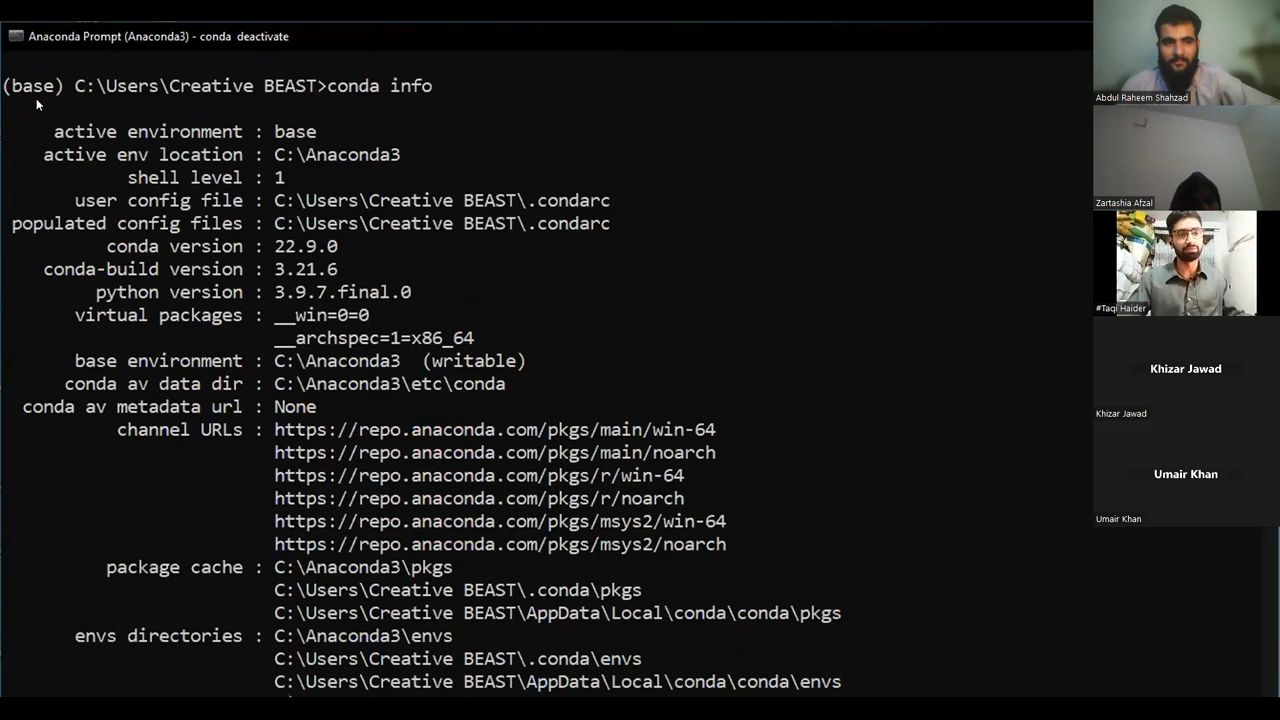 Anaconda Prompt (Anaconda3) - conda  deactivate
(base) C:\Users\Creative BEAST>conda info
active environment : base
active env location : C:\Anaconda3
shell level : 1
user config file : C:\Users\Creative BEAST\.condarc
populated config files : C:\Users\Creative BEAST\.condarc
conda version : 22.9.0
conda-build version : 3.21.6
python version : 3.9.7.final.0
virtual packages : __win=0=0
__archspec=1=x86_64
base environment : C:\Anaconda3  (writable)
conda av data dir : C:\Anaconda3\etc\conda
conda av metadata url : None
channel URLs : https://repo.anaconda.com/pkgs/main/win-64
https://repo.anaconda.com/pkgs/main/noarch
https://repo.anaconda.com/pkgs/r/win-64
https://repo.anaconda.com/pkgs/r/noarch
https://repo.anaconda.com/pkgs/msys2/win-64
https://repo.anaconda.com/pkgs/msys2/noarch
package cache : C:\Anaconda3\pkgs
C:\Users\Creative BEAST\.conda\pkgs
C:\Users\Creative BEAST\AppData\Local\conda\conda\pkgs
envs directories : C:\Anaconda3\envs
C:\Users\Creative BEAST\.conda\envs
C:\Users\Creative BEAST\AppData\Local\conda\conda\envs
Abdul Raheem Shahzad
Zartashia Afzal
#Taqi Haider
Khizar Jawad
Khizar Jawad
Umair Khan
Umair Khan